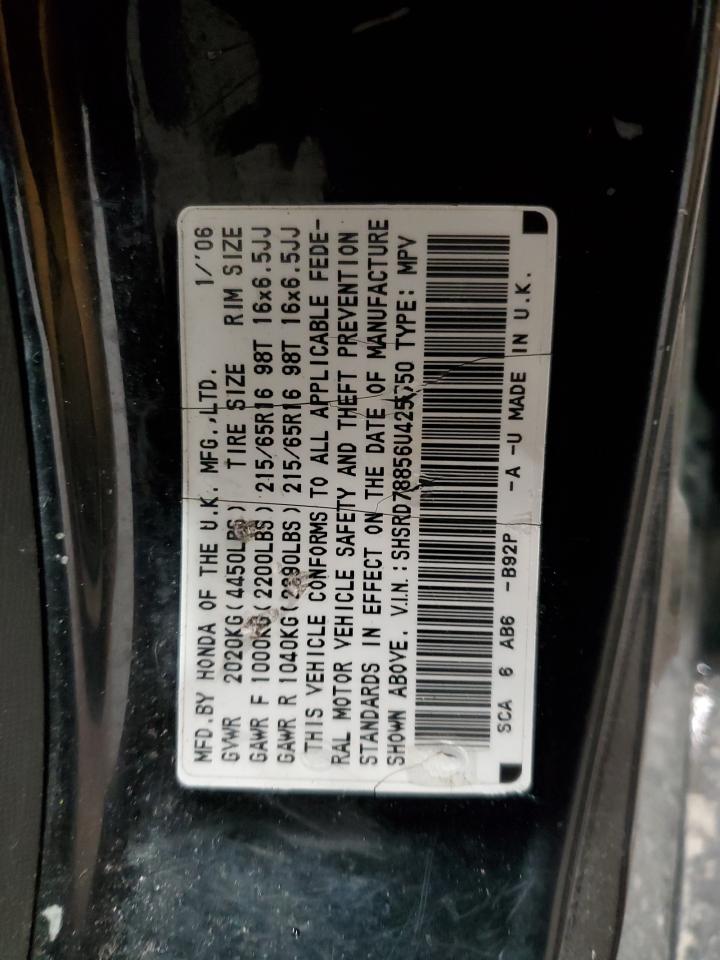 MFD.BY HONDA OF THE U.K. MFG.,LTD. 1/'06
GVWR 2020KG(4450LBS) TIRE SIZE RIM SIZE
GAWR F 1000KG(2200LBS) 215/65R16 98T 16x6.5JJ
GAWR R 1040KG(2290LBS) 215/65R16 98T 16x6.5JJ
THIS VEHICLE CONFORMS TO ALL APPLICABLE FEDE-
RAL MOTOR VEHICLE SAFETY AND THEFT PREVENTION
STANDARDS IN EFFECT ON THE DATE OF MANUFACTURE
SHOWN ABOVE. V.I.N.: TYPE: MPV
SCA 6 AB6 -B92P -A -U MADE IN U.K.